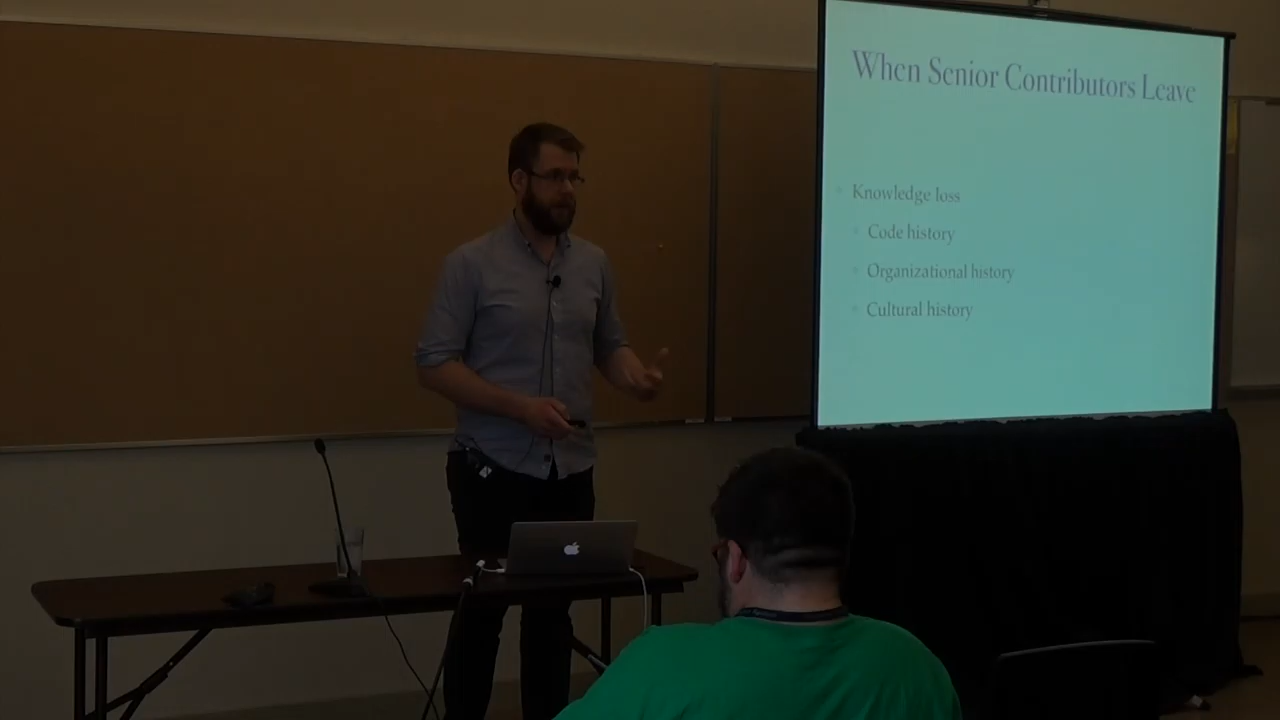 When Senior Contributors Leave
Knowledge loss
Code history
Organizational history
Cultural history